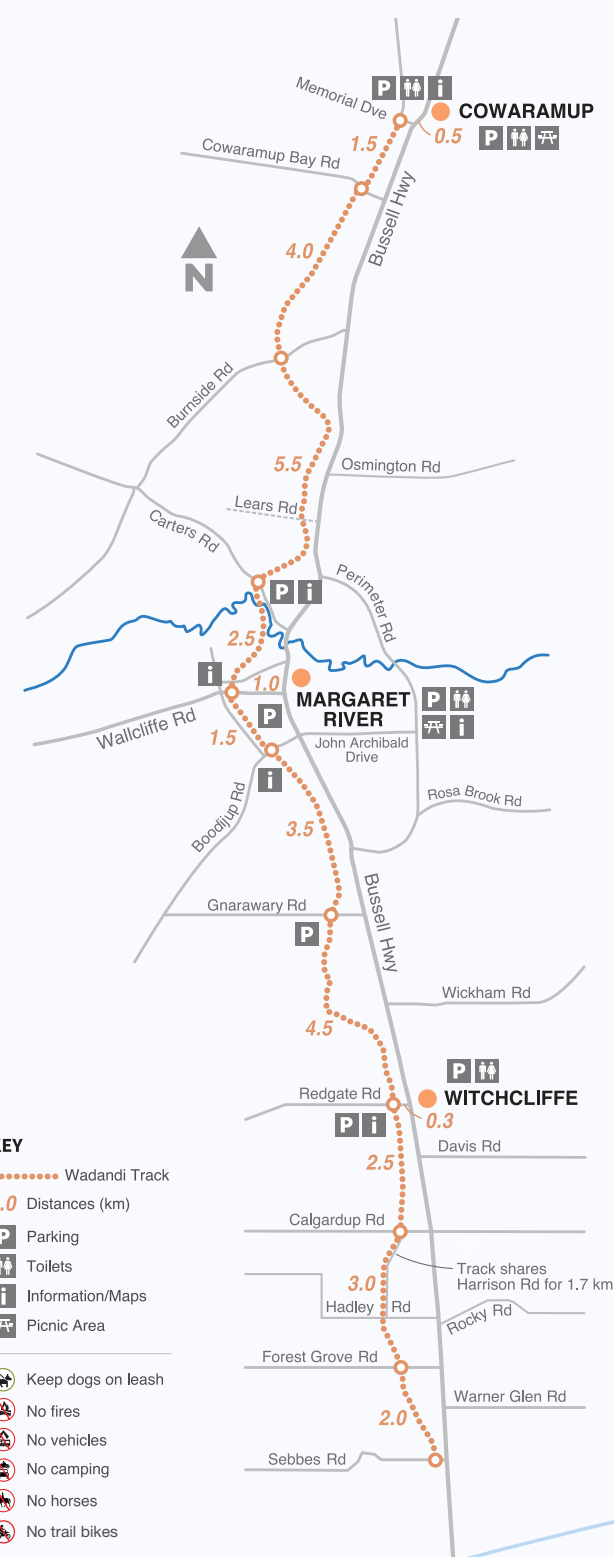 Memorial Dve
P
i
COWARAMUP
0.5
P
1.5
Cowaramup Bay Rd
Bussell Hwy
4.0
N
Burnside Rd
5.5
Osmington Rd
Lears Rd
Carters Rd
P
i
Perimeter Rd
2.5
i
1.0
MARGARET
RIVER
P
i
P
Wallcliffe Rd
1.5
John Archibald
Drive
i
Boodjiup Rd
Rosa Brook Rd
3.5
Bussell Hwy
Gnarawary Rd
P
Wickham Rd
4.5
P
Redgate Rd
WITCHCLIFFE
0.3
P
i
KEY
Davis Rd
2.5
Wadandi Track
.0 Distances (km)
Calgardup Rd
P Parking
Toilets
Track shares
Harrison Rd for 1.7 km
3.0
i Information/Maps
Hadley Rd
Rocky Rd
Picnic Area
Forest Grove Rd
Keep dogs on leash
Warner Glen Rd
No fires
2.0
No vehicles
Sebbes Rd
No camping
No horses
No trail bikes